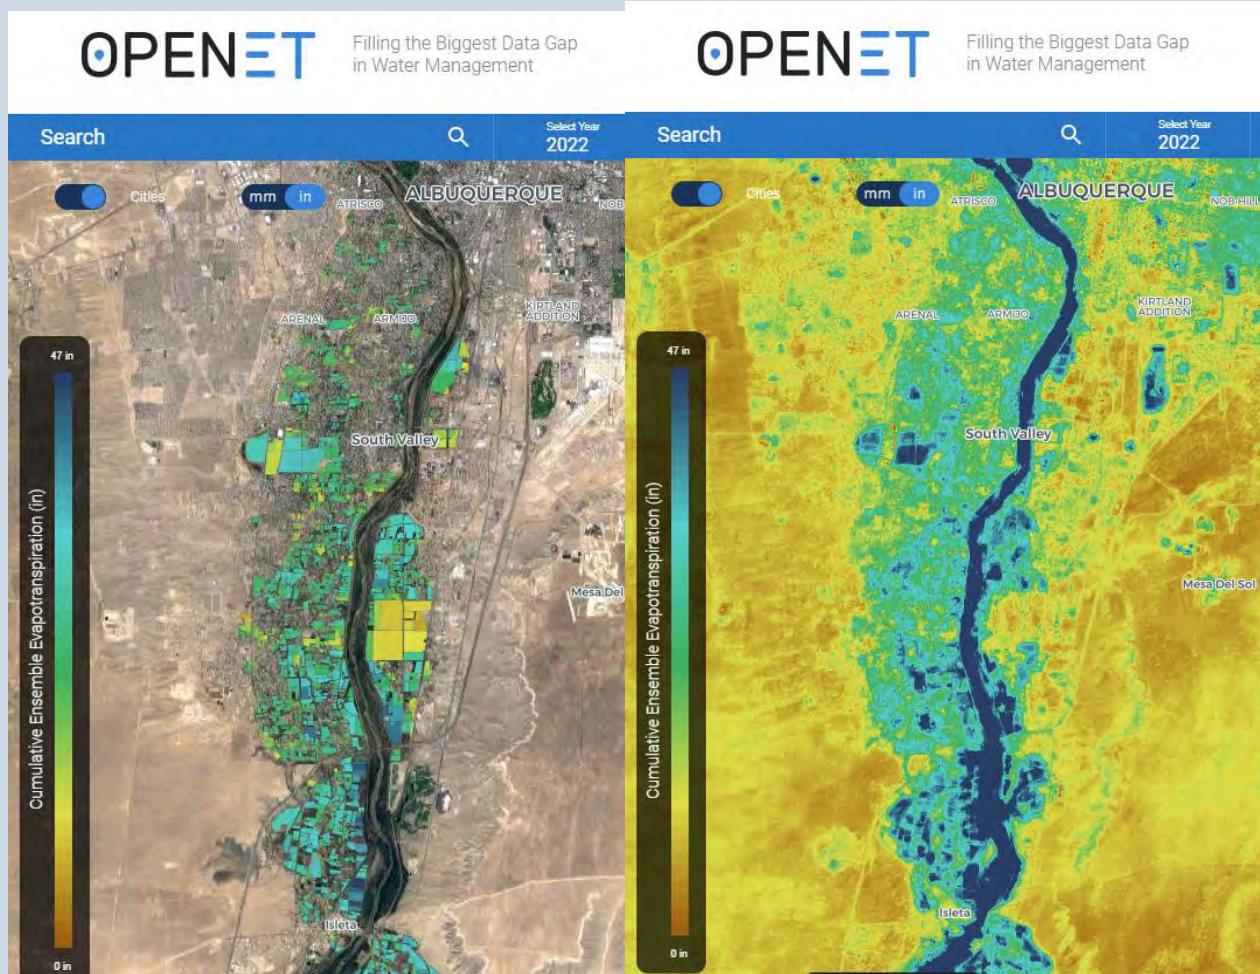 OPENET
Filling the Biggest Data Gap
in Water Management
Search
Select Year
2022
Cities
mm in
ALBUQUERQUE
ATRISCO
NOB
ARENAL
ARMIJO
KIRTLAND
ADDITION
47 in
South Valley
Cumulative Ensemble Evapotranspiration (in)
Mesa Del
Isleta
0 in
OPENET
Filling the Biggest Data Gap
in Water Management
Search
Select Year
2022
Cities
mm in
ALBUQUERQUE
ATRISCO
NOB HILL
ARENAL
ARMIJO
KIRTLAND
ADDITION
47 in
South Valley
Cumulative Ensemble Evapotranspiration (in)
Mesa Del Sol
Isleta
0 in